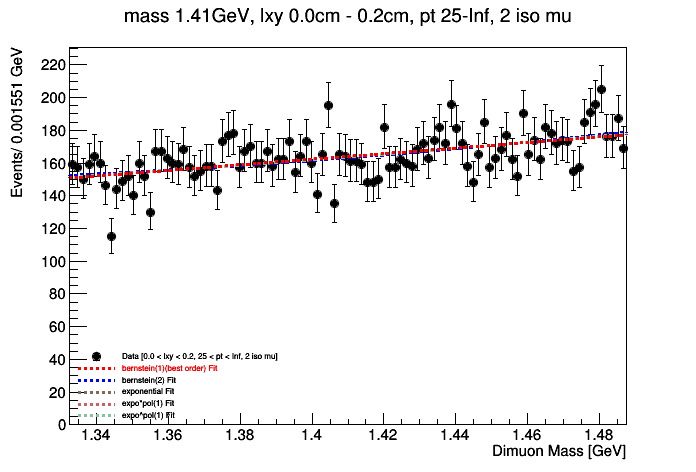 mass 1.41GeV, lxy 0.0cm - 0.2cm, pt 25-Inf, 2 iso mu
Events/ 0.001551 GeV
220
200
180
160
140
120
100
80
60
40
20
0
Data [0.0 < lxy < 0.2, 25 < pt < Inf, 2 iso mu]
bernstein(1)(best order) Fit
bernstein(2) Fit
exponential Fit
expo*pol(1) Fit
expo^pol(1) Fit
1.34 1.36 1.38 1.4 1.42 1.44 1.46 1.48
Dimuon Mass [GeV]